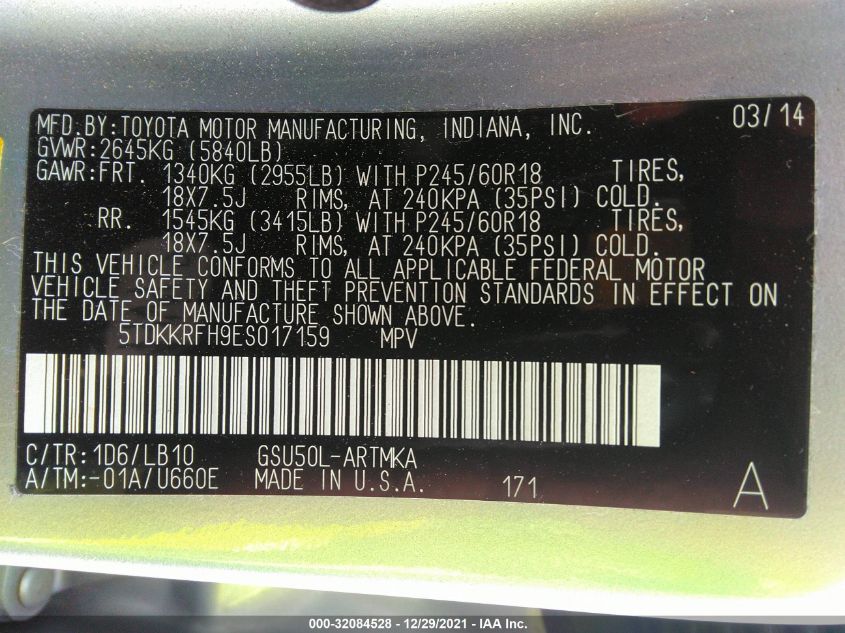 MFD.BY:TOYOTA MOTOR MANUFACTURING, INDIANA, INC. 03/14
GVWR:2645KG (5840LB)
GAWR:FRT. 1340KG (2955LB) WITH P245/60R18 TIRES,
18X7.5J RIMS, AT 240KPA (35PSI) COLD.
RR. 1545KG (3415LB) WITH P245/60R18 TIRES,
18X7.5J RIMS, AT 240KPA (35PSI) COLD.
THIS VEHICLE CONFORMS TO ALL APPLICABLE FEDERAL MOTOR
VEHICLE SAFETY AND THEFT PREVENTION STANDARDS IN EFFECT ON
THE DATE OF MANUFACTURE SHOWN ABOVE.
5TDKKRFH9ES017159 MPV
C/TR:1D6/LB10 GSU50L-ARTMKA
A/TM:-01A/U660E MADE IN U.S.A. 171 A
000-32084528 - 12/29/2021 - IAA Inc.